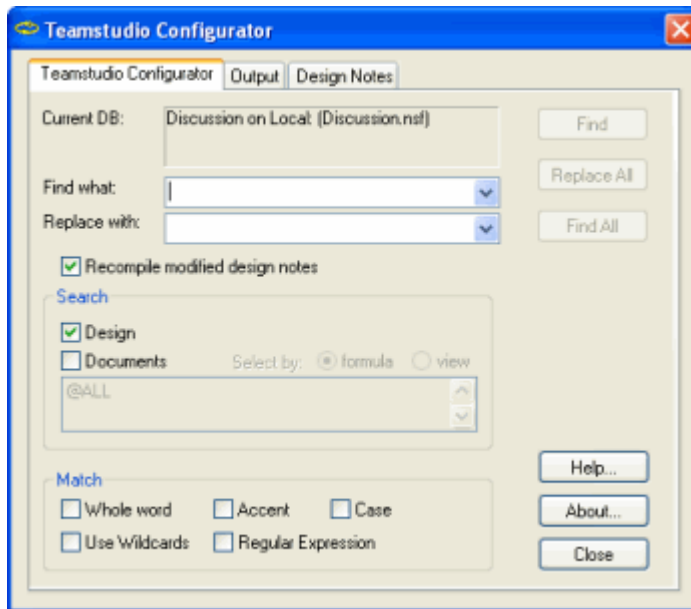 Teamstudio Configurator
Teamstudio Configurator Output Design Notes
Current DB: Discussion on Local: (Discussion.nsf) Find
Replace All
Find what:
Replace with: Find All
Recompile modified design notes
Search
Design
Documents Select by: formula view
@ALL
Help...
Match
Whole word Accent Case About...
Use Wildcards Regular Expression Close